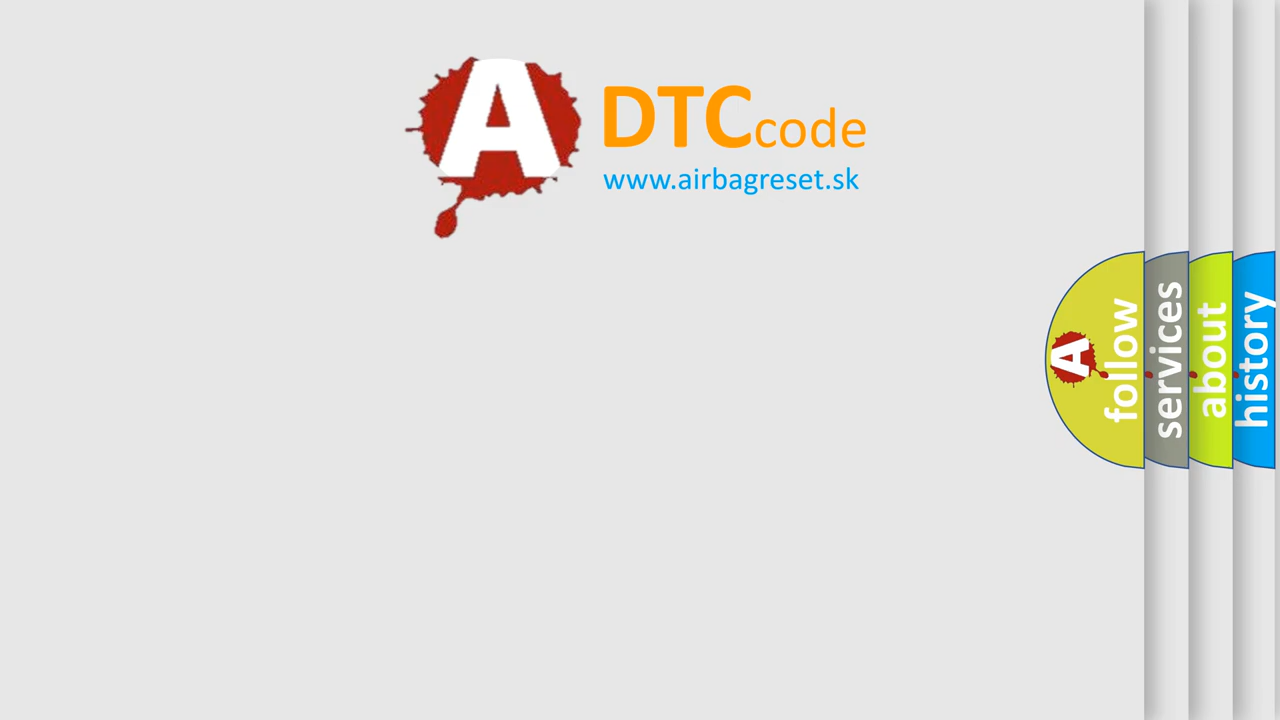 A
DTCcode
www.airbagreset.sk
A
follow
services
about
history